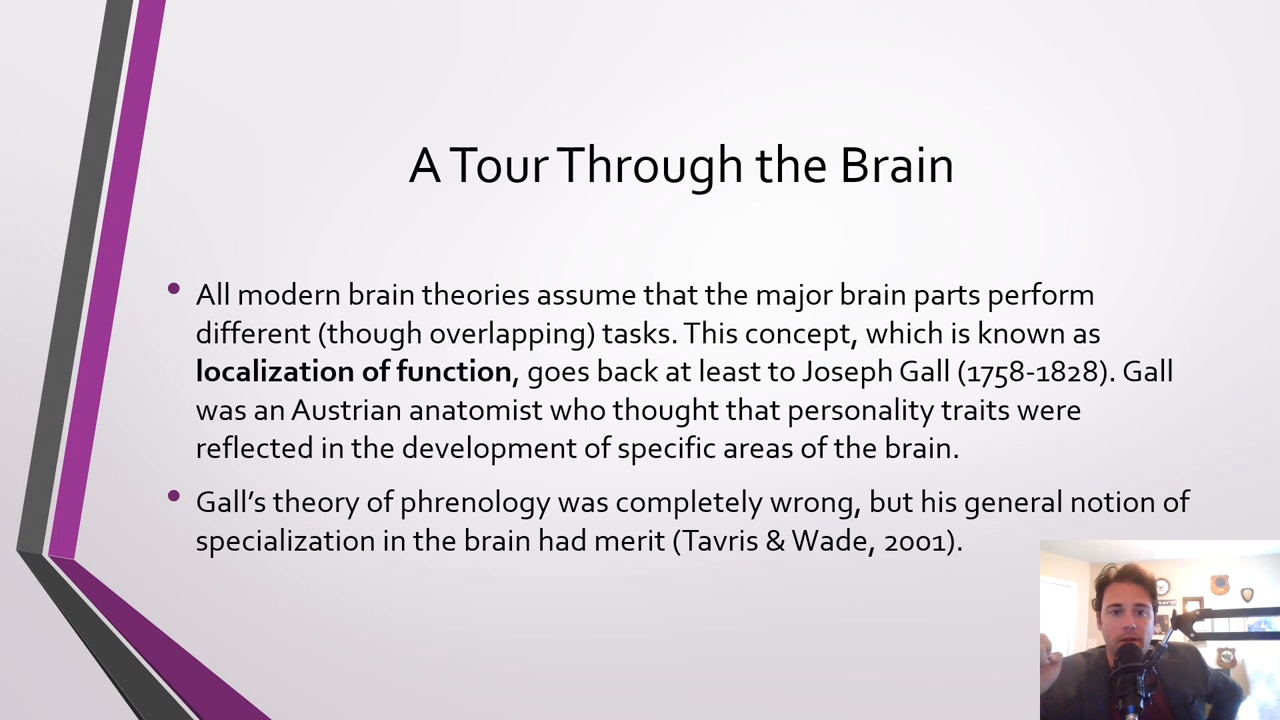 A Tour Through the Brain
All modern brain theories assume that the major brain parts perform
different (though overlapping) tasks. This concept, which is known as
localization of function, goes back at least to Joseph Gall (1758-1828). Gall
was an Austrian anatomist who thought that personality traits were
reflected in the development of specific areas of the brain.
Gall’s theory of phrenology was completely wrong, but his general notion of
specialization in the brain had merit (Tavris & Wade, 2001).